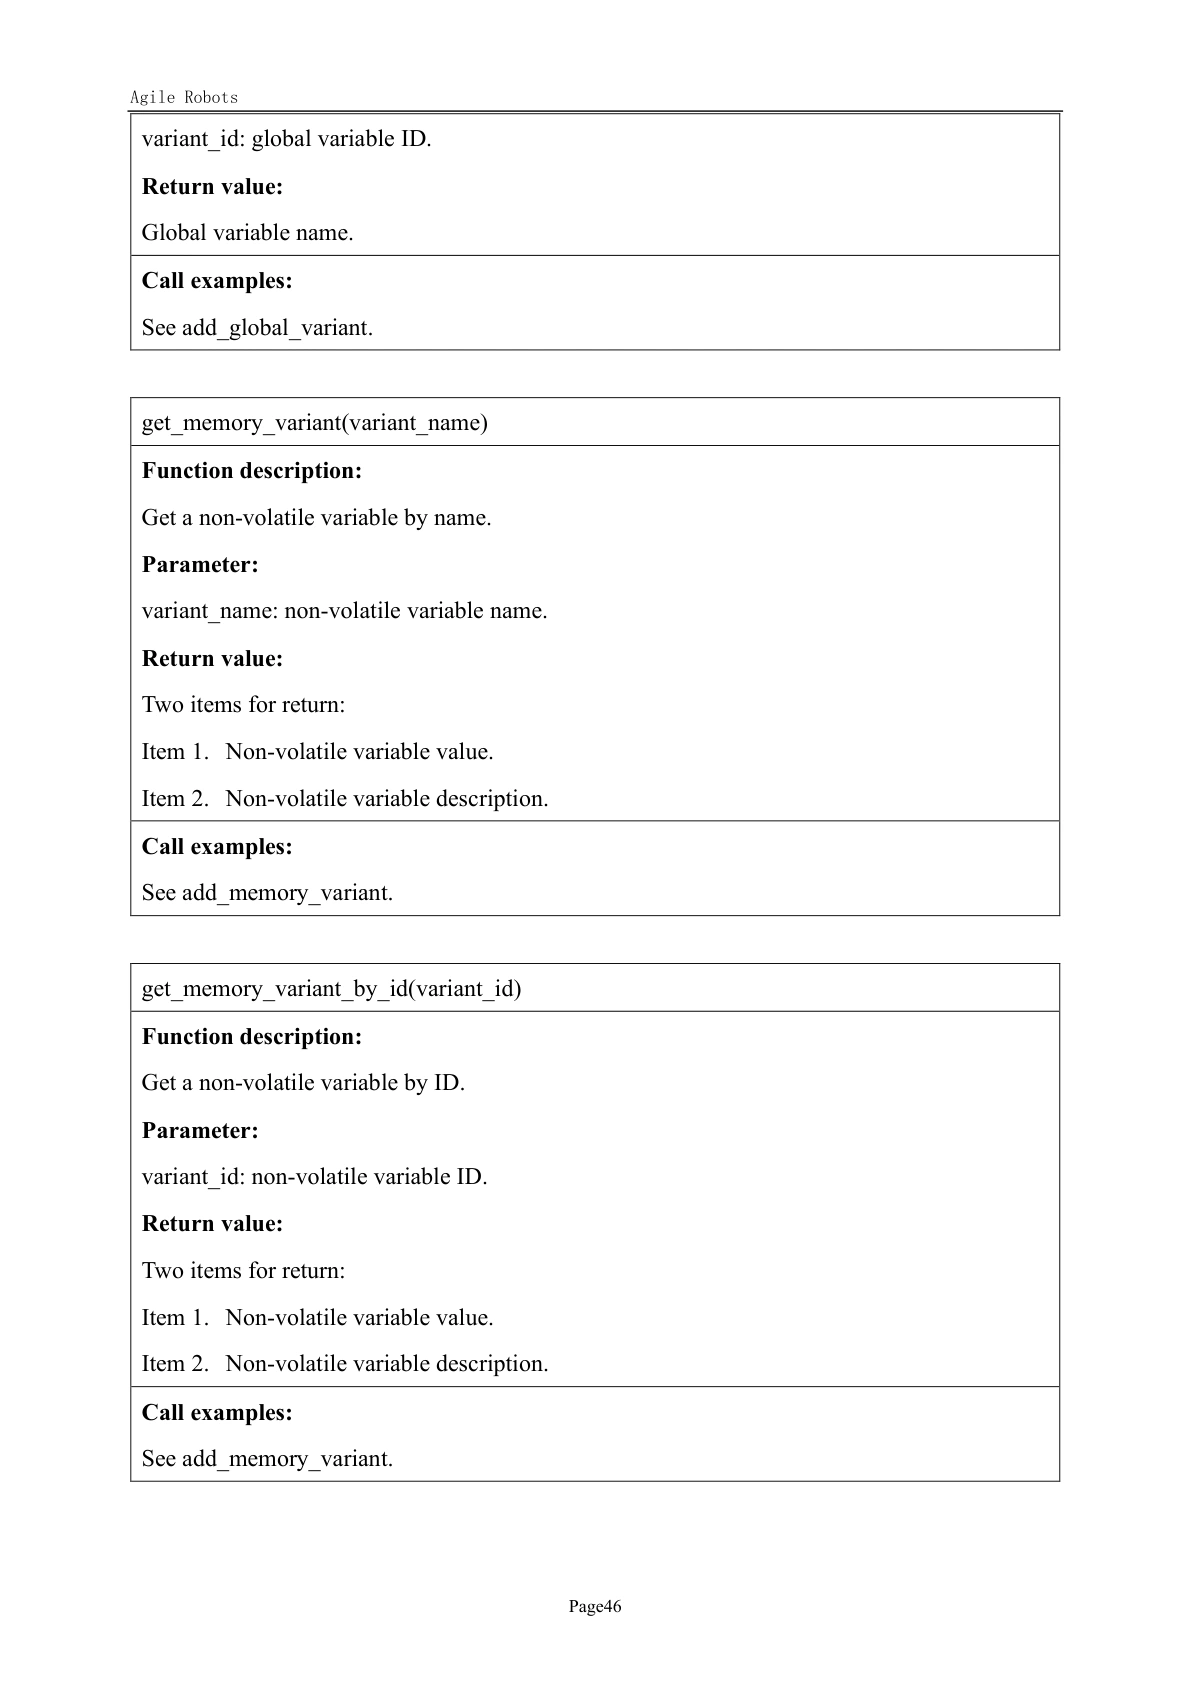 Agile Robots
variant_id: global variable ID.
Return value:
Global variable name.
Call examples:
See add_global_variant.
get_memory_variant(variant_name)
Function description:
Get a non-volatile variable by name.
Parameter:
variant_name: non-volatile variable name.
Return value:
Two items for return:
Item 1. Non-volatile variable value.
Item 2. Non-volatile variable description.
Call examples:
See add_memory_variant.
get_memory_variant_by_id(variant_id)
Function description:
Get a non-volatile variable by ID.
Parameter:
variant_id: non-volatile variable ID.
Return value:
Two items for return:
Item 1. Non-volatile variable value.
Item 2. Non-volatile variable description.
Call examples:
See add_memory_variant.
Page46